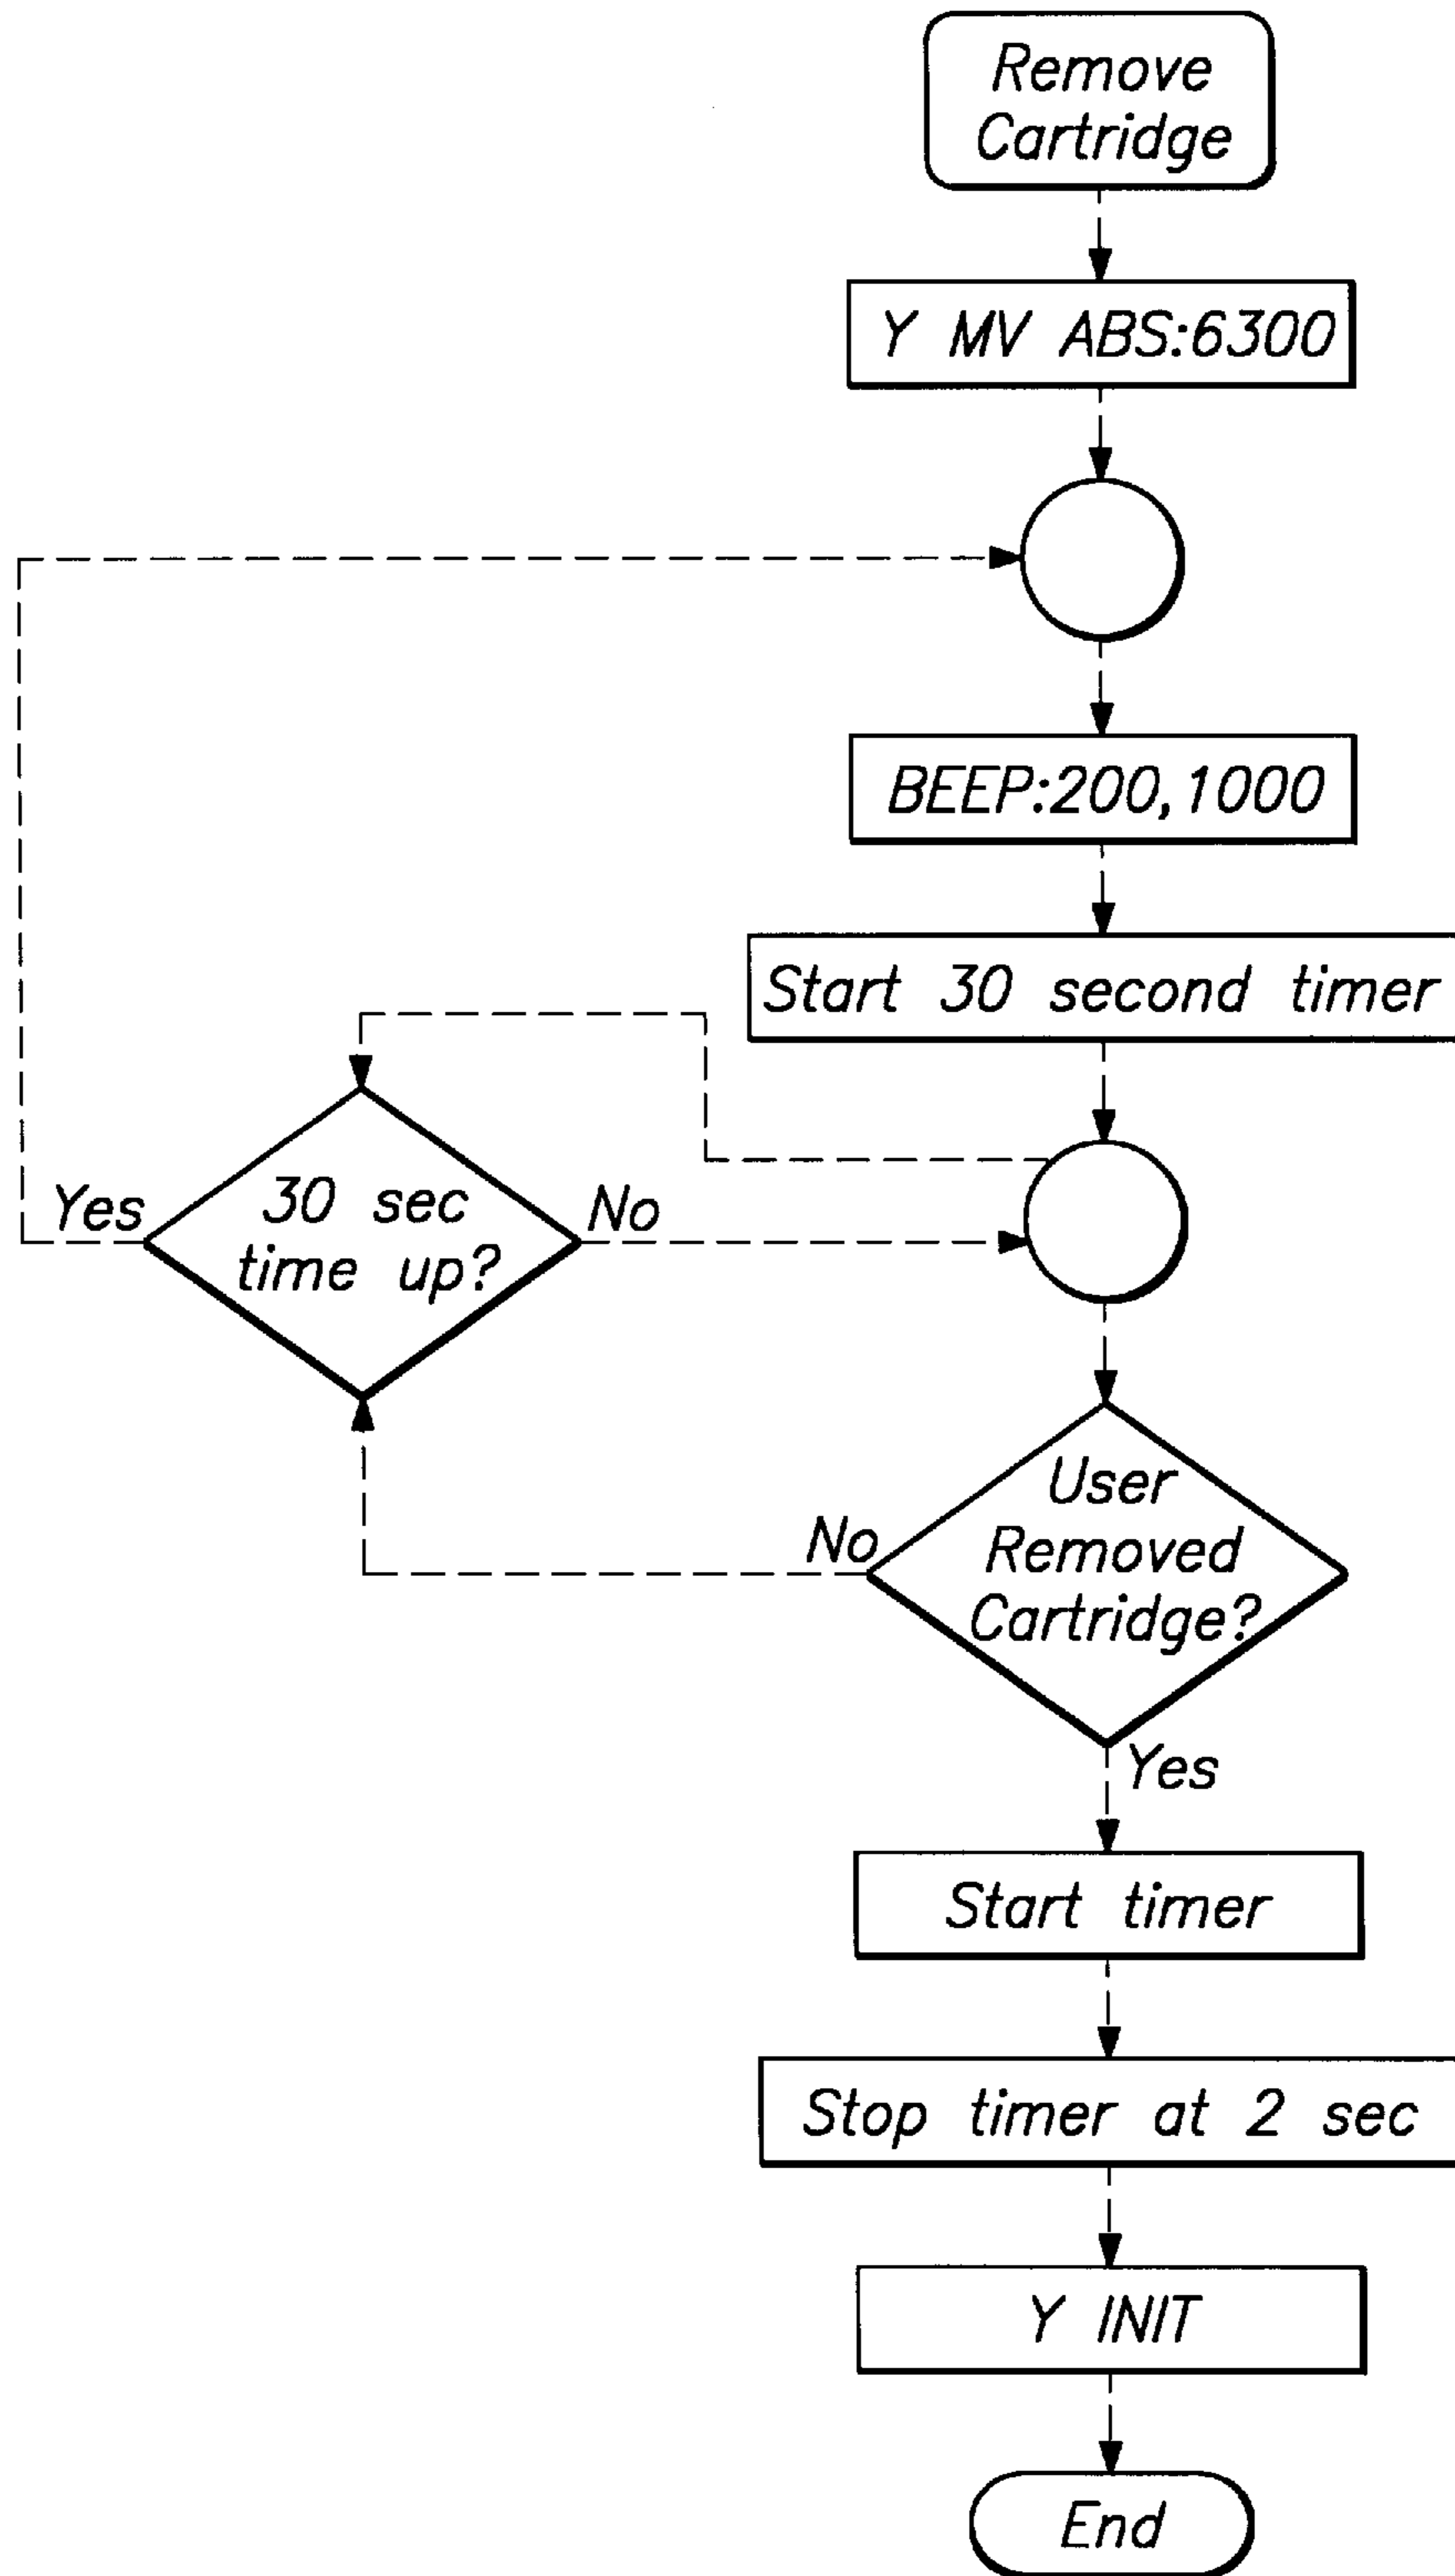 Remove
Cartridge
Y MV ABS:6300
BEEP:200,1000
Start 30 second timer
Yes
30 sec
time up?
No
User
Removed
Cartridge?
No
Yes
Start timer
Stop timer at 2 sec
Y INIT
End